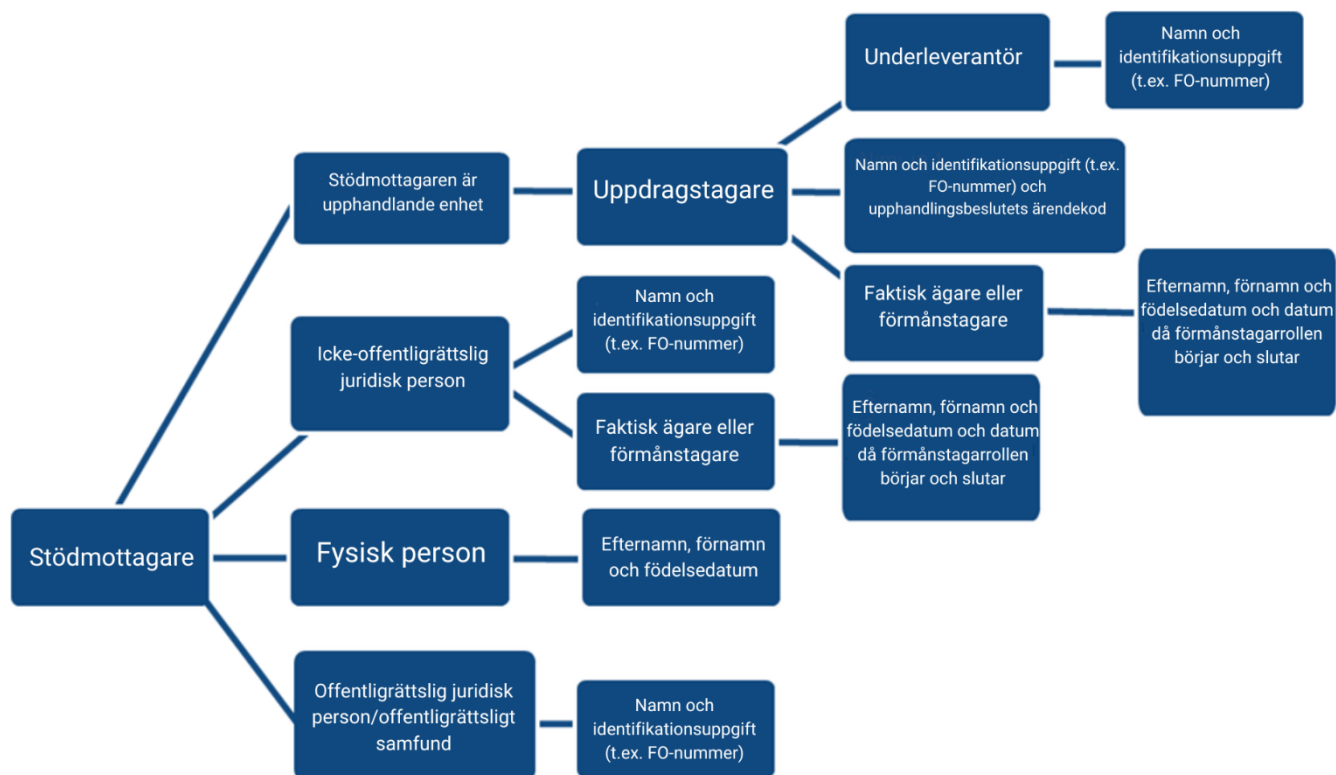 Underleverantör
Namn och
identifikationsuppgift
(t.ex. FO-nummer)
Stödmottagaren är
upphandlande enhet
Uppdragstagare
Namn och identifikationsuppgift (t.ex.
FO-nummer) och
upphandlingsbeslutets ärendekod
Faktisk ägare eller
förmånstagare
Efternamn, förnamn och
födelsedatum och datum
då förmånstagarrollen
börjar och slutar
Icke-offentligrättslig
juridisk person
Namn och
identifikationsuppgift
(t.ex. FO-nummer)
Faktisk ägare eller
förmånstagare
Efternamn, förnamn och
födelsedatum och datum
då förmånstagarrollen
börjar och slutar
Stödmottagare
Fysisk person
Efternamn, förnamn
och födelsedatum
Offentligrättslig juridisk
person/offentligrättsligt
samfund
Namn och
identifikationsuppgift
(t.ex. FO-nummer)